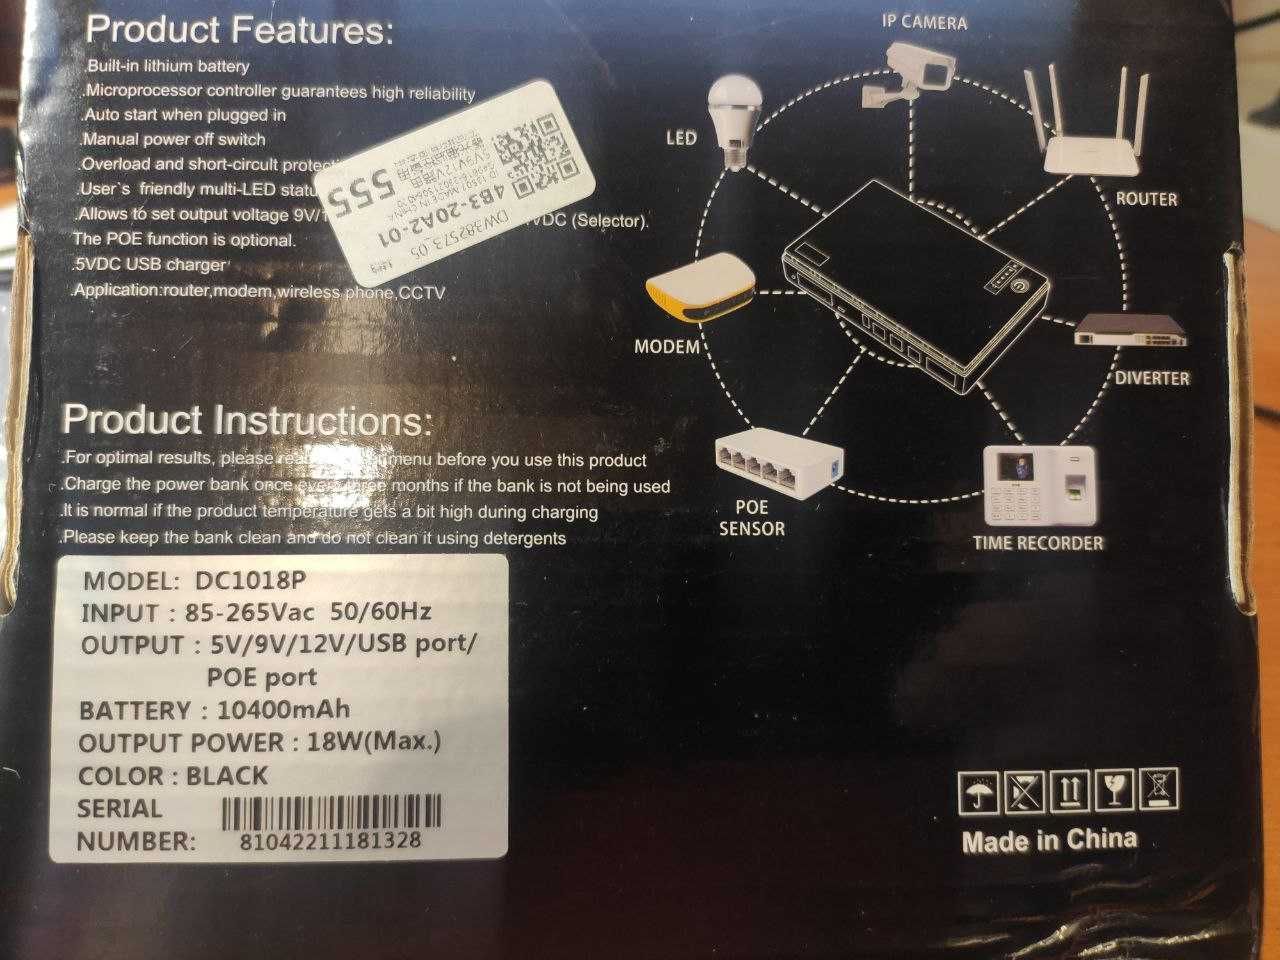 Product Features:
.Built-in lithium battery
.Microprocessor controller guarantees high reliability
.Auto start when plugged in
.Manual power off switch
.Overload and short-circult
.User`s friendly multi-LED
.Allows to set output voltage 9V/ VDC (Selector).
The POE function is optional.
.5VDC USB charger
.Application:router,modem,wireless phone,CCTV
555
4B3-20A2-01
DW382573_05
IP CAMERA
LED
ROUTER
MODEM
DIVERTER
POE
SENSOR
TIME RECORDER
Product Instructions:
.For optimal results, please menu before you use this product
.Charge the power bank once every three months if the bank is not being used
.It is normal if the product temperature gets a bit high during charging
.Please keep the bank clean and do not clean it using detergents
MODEL: DC1018P
INPUT : 85-265Vac 50/60Hz
OUTPUT : 5V/9V/12V/USB port/
POE port
BATTERY : 10400mAh
OUTPUT POWER : 18W(Max.)
COLOR : BLACK
SERIAL
NUMBER: 81042211181328
Made in China